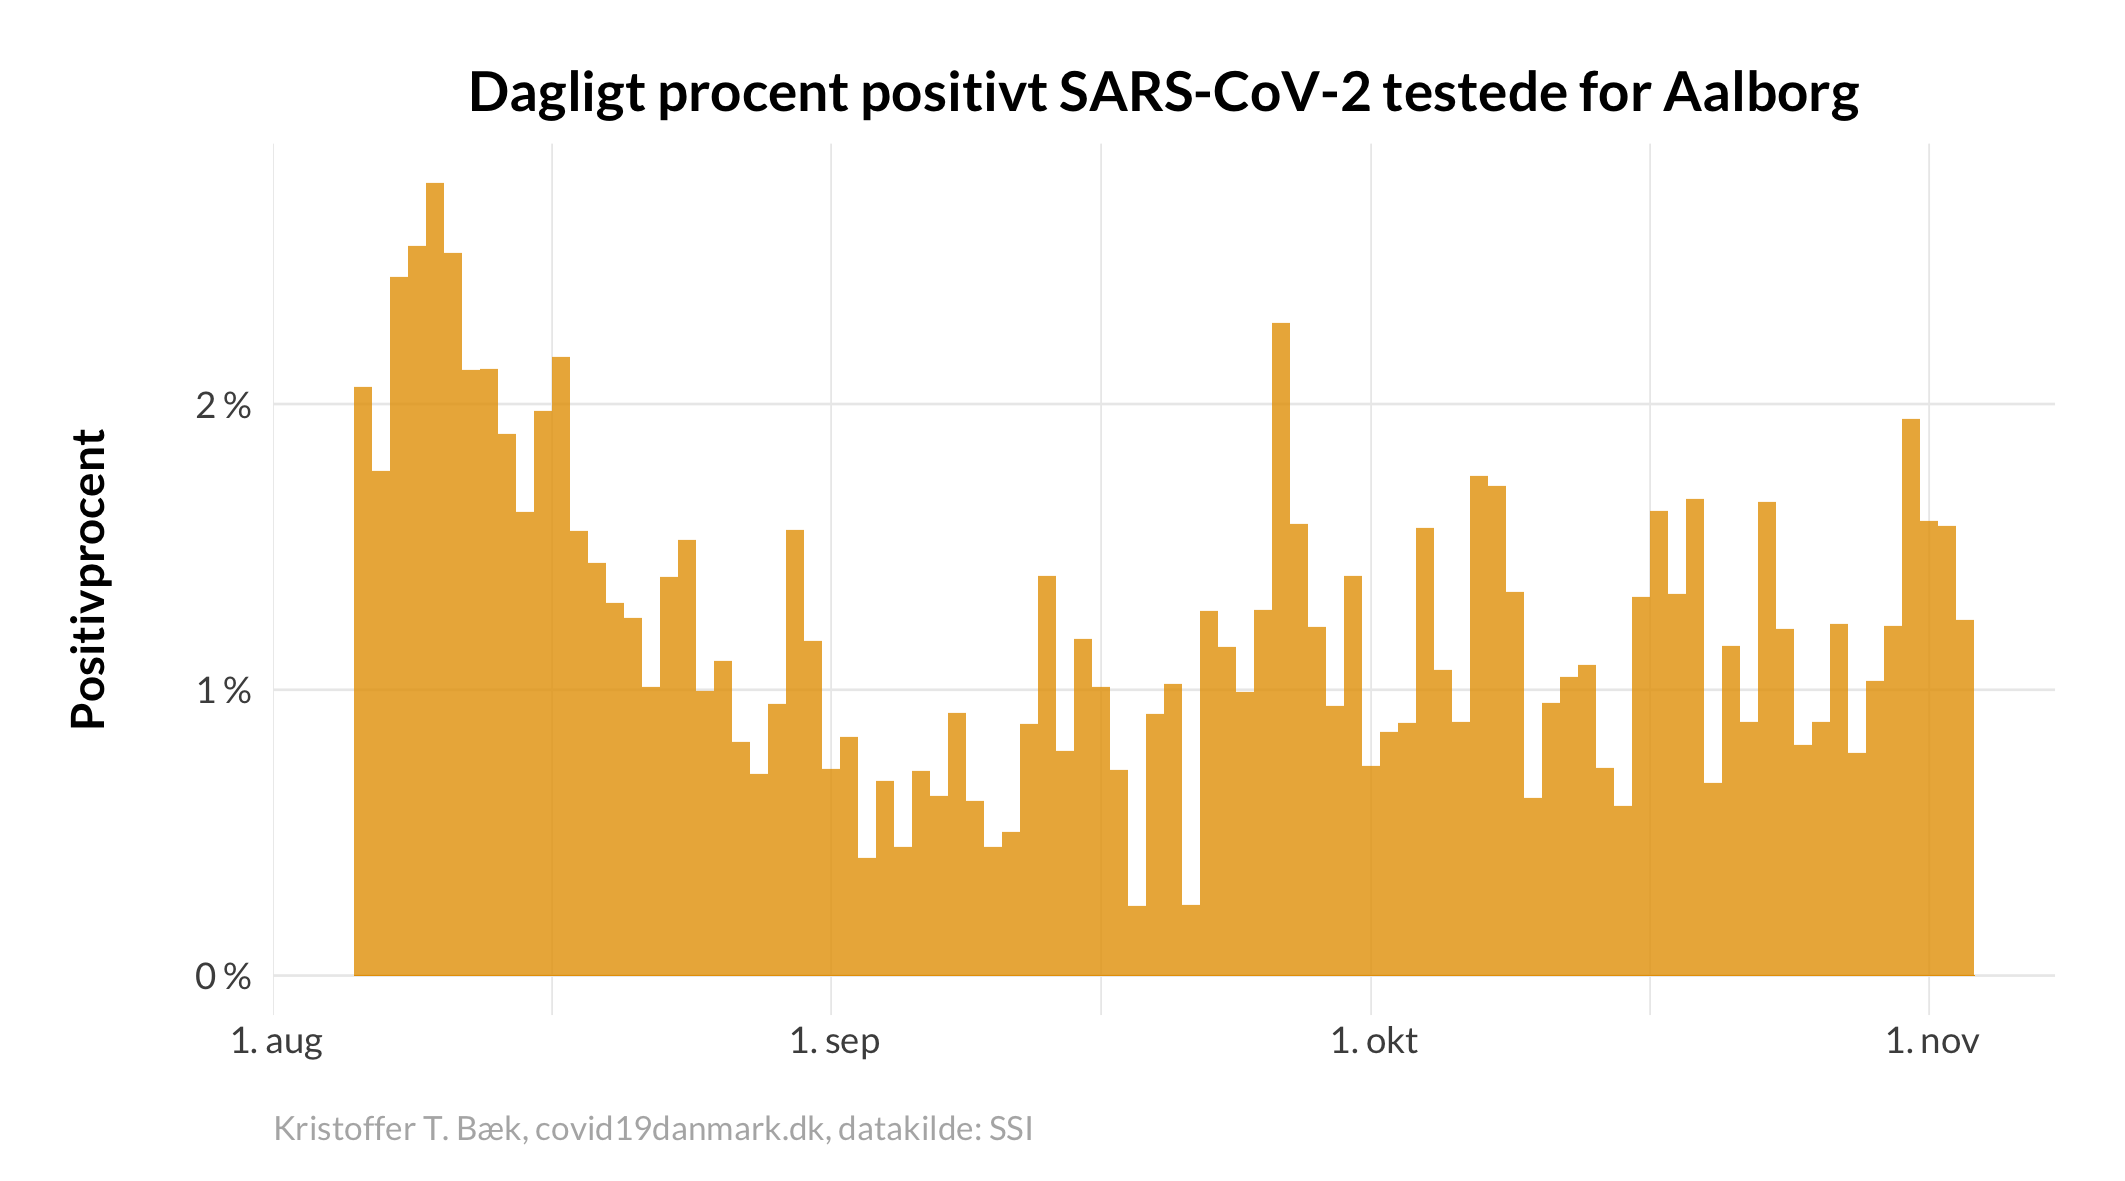 Dagligt procent positivt SARS-CoV-2 testede for Aalborg
Positivprocent
2 %
1 %
0 %
1. aug
1. sep
1. okt
1. nov
Kristoffer T. Bæk, covid19danmark.dk, datakilde: SSI